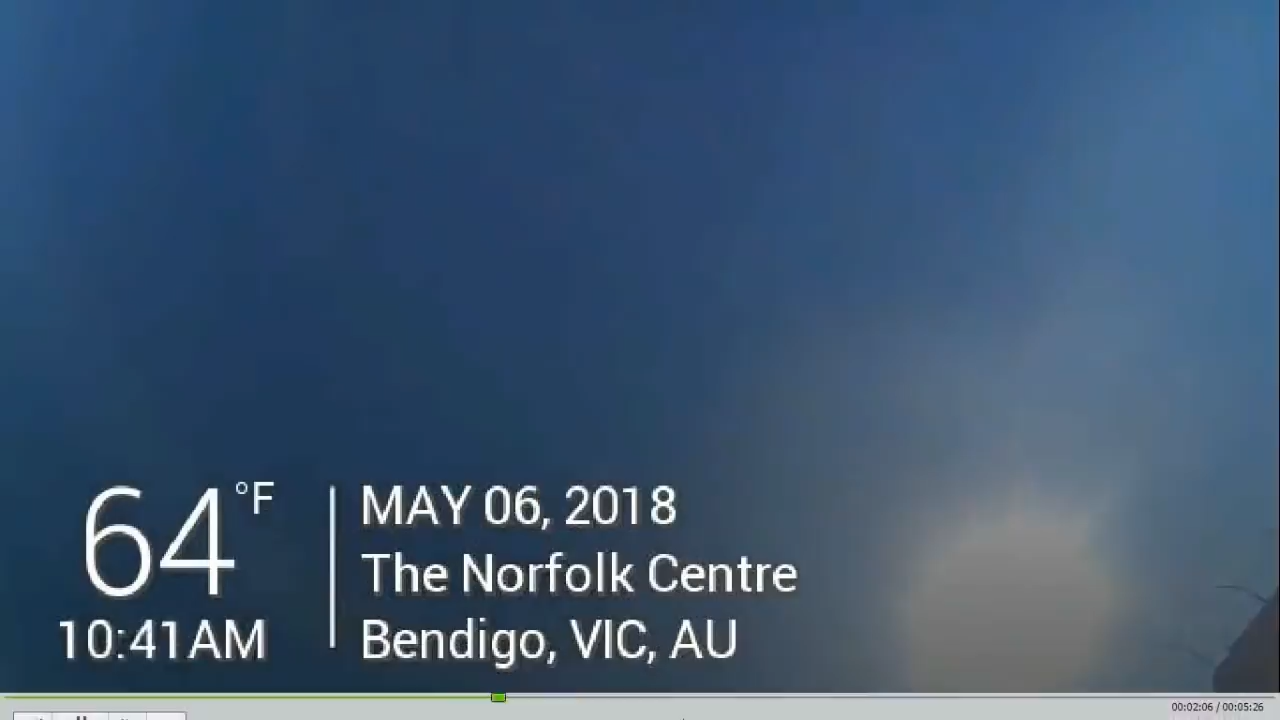 64 °F
10:41AM
MAY 06, 2018
The Norfolk Centre
Bendigo, VIC, AU
00:02:06 / 00:05:26